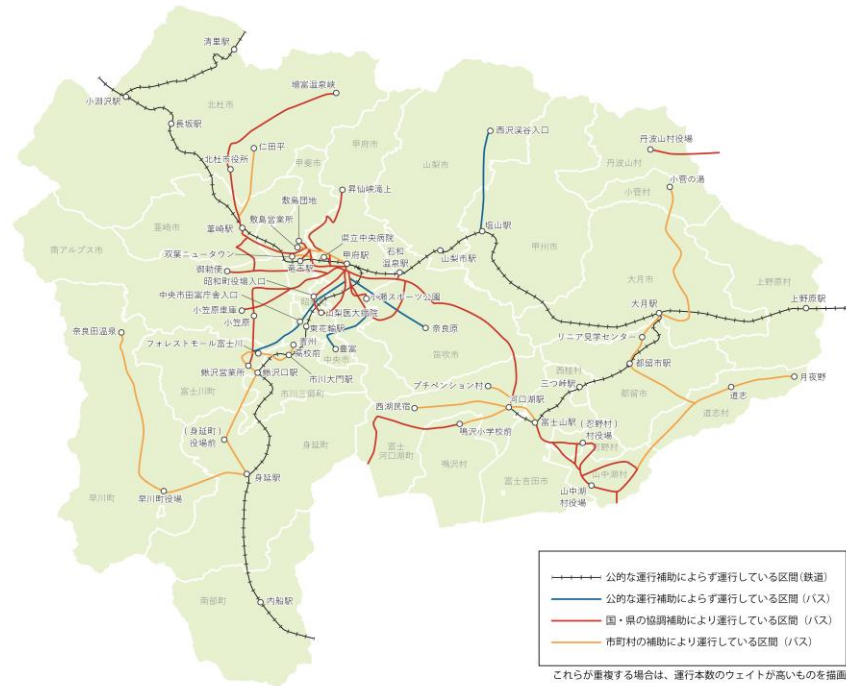 清里駅
小淵沢駅
長坂駅
北杜市
増富温泉峡
北杜市役所
仁田平
甲斐市
甲府市
山梨市
西沢渓谷入口
丹波山村役場
丹波山村
小菅の湯
小菅村
昇仙峡滝上
敷島団地
敷島営業所
県立中央病院
韮崎市
韮崎駅
南アルプス市
双葉ニュータウン
竜王駅
甲府駅
石和
温泉駅
山梨市駅
塩山駅
甲州市
御勅使
昭和町役場入口
中央市田富庁舎入口
小瀬スポーツ公園
大月市
上野原村
上野原駅
大月駅
小笠原車庫
小笠原
山梨医大病院
奈良原
奈良田温泉
フォレストモール富士川
東花輪駅
青州
高校前
豊富
中央市
笛吹市
リニア見学センター
鰍沢営業所
鰍沢口駅
市川大門駅
市川三郷町
富士川町
西桂村
三つ峠駅
都留市駅
都留市
月夜野
道志
道志村
プチペンション村
西湖民宿
河口湖駅
(身延町)
役場前
身延町
富士
河口湖町
鳴沢小学校前
鳴沢村
富士山駅
(忍野村)
村役場
忍野村
身延駅
早川町
早川町役場
富士吉田市
山中湖村
山中湖
村役場
南部町
内船駅
公的な運行補助によらず運行している区間(鉄道)
公的な運行補助によらず運行している区間(バス)
国・県の協調補助により運行している区間(バス)
市町村の補助により運行している区間(バス)
これらが重複する場合は、運行本数のウェイトが高いものを描画